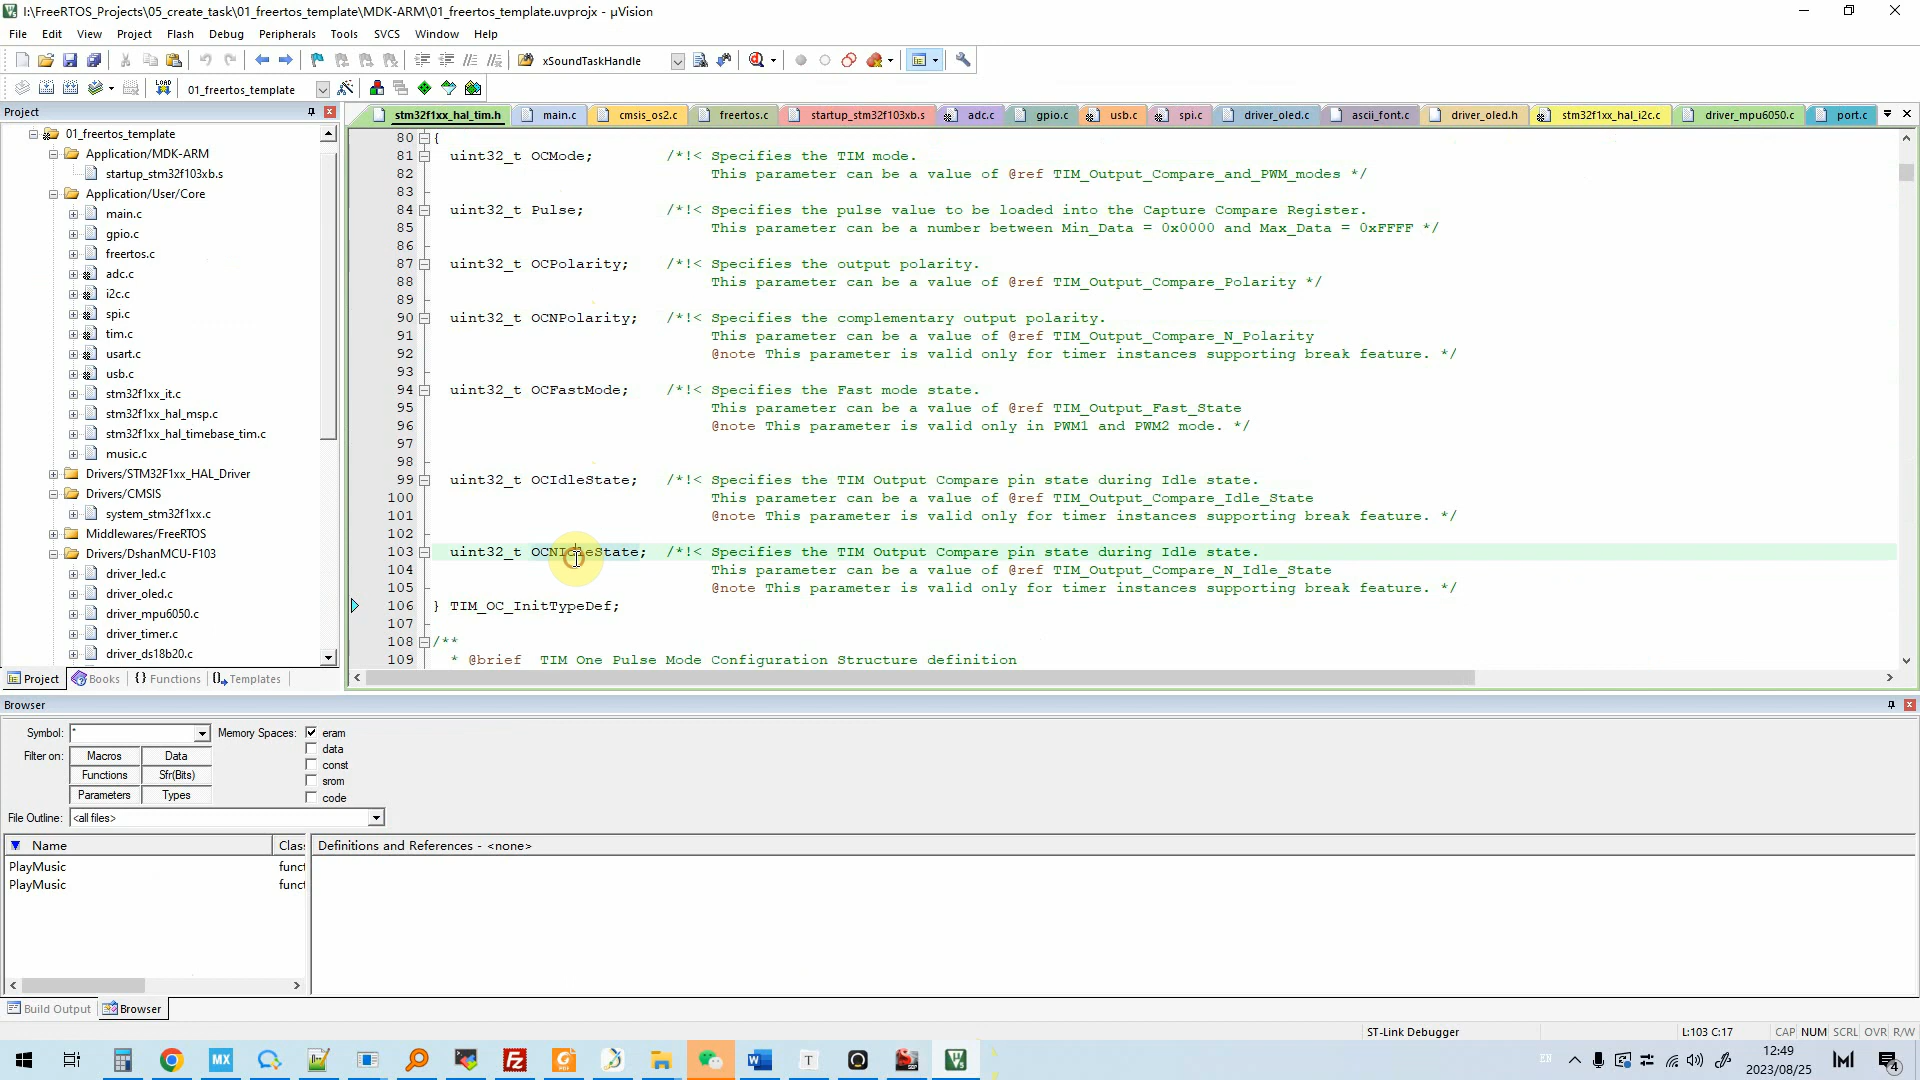 I:\FreeRTOS_Projects\05_create_task\01_freertos_template\MDK-ARM\01_freertos_template.uvprojx - µVision
File Edit View Project Flash Debug Peripherals Tools SVCS Window Help
xSoundTaskHandle
LOAD 01_freertos_template
Project
stm32f1xx_hal_tim.h main.c cmsis_os2.c freertos.c startup_stm32f103xb.s adc.c gpio.c usb.c spi.c driver_oled.c ascii_font.c driver_oled.h stm32f1xx_hal_i2c.c driver_mpu6050.c port.c
01_freertos_template
Application/MDK-ARM
startup_stm32f103xb.s
Application/User/Core
main.c
gpio.c
freertos.c
adc.c
i2c.c
spi.c
tim.c
usart.c
usb.c
stm32f1xx_it.c
stm32f1xx_hal_msp.c
stm32f1xx_hal_timebase_tim.c
music.c
Drivers/STM32F1xx_HAL_Driver
Drivers/CMSIS
system_stm32f1xx.c
Middlewares/FreeRTOS
Drivers/DshanMCU-F103
driver_led.c
driver_oled.c
driver_mpu6050.c
driver_timer.c
driver_ds18b20.c
Project Books {} Functions Templates
80 {
81 uint32_t OCMode; /*!< Specifies the TIM mode.
82 This parameter can be a value of @ref TIM_Output_Compare_and_PWM_modes */
83
84 uint32_t Pulse; /*!< Specifies the pulse value to be loaded into the Capture Compare Register.
85 This parameter can be a number between Min_Data = 0x0000 and Max_Data = 0xFFFF */
86
87 uint32_t OCPolarity; /*!< Specifies the output polarity.
88 This parameter can be a value of @ref TIM_Output_Compare_Polarity */
89
90 uint32_t OCNPolarity; /*!< Specifies the complementary output polarity.
91 This parameter can be a value of @ref TIM_Output_Compare_N_Polarity
92 @note This parameter is valid only for timer instances supporting break feature. */
93
94 uint32_t OCFastMode; /*!< Specifies the Fast mode state.
95 This parameter can be a value of @ref TIM_Output_Fast_State
96 @note This parameter is valid only in PWM1 and PWM2 mode. */
97
98
99 uint32_t OCIdleState; /*!< Specifies the TIM Output Compare pin state during Idle state.
100 This parameter can be a value of @ref TIM_Output_Compare_Idle_State
101 @note This parameter is valid only for timer instances supporting break feature. */
102
103 uint32_t OCNIdleState; /*!< Specifies the TIM Output Compare pin state during Idle state.
104 This parameter can be a value of @ref TIM_Output_Compare_N_Idle_State
105 @note This parameter is valid only for timer instances supporting break feature. */
106 } TIM_OC_InitTypeDef;
107
108 /**
109 * @brief TIM One Pulse Mode Configuration Structure definition
Browser
Symbol: * Memory Spaces: eram
data
const
srom
code
Filter on: Macros Data
Functions Sfr(Bits)
Parameters Types
File Outline: <all files>
Name Clas
PlayMusic funct
PlayMusic funct
Definitions and References - <none>
Build Output Browser
ST-Link Debugger L:103 C:17 CAP NUM SCRL OVR R/W
MX W T EN
12:49
2023/08/25
4